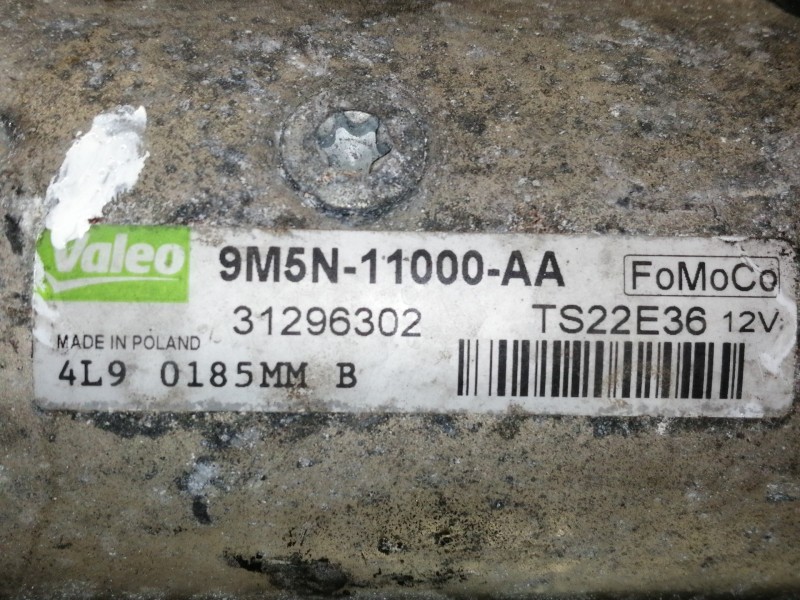 Valeo 9M5N-11000-AA FoMoCo
31296302 TS22E36 12V
MADE IN POLAND
4L9 0185MM B